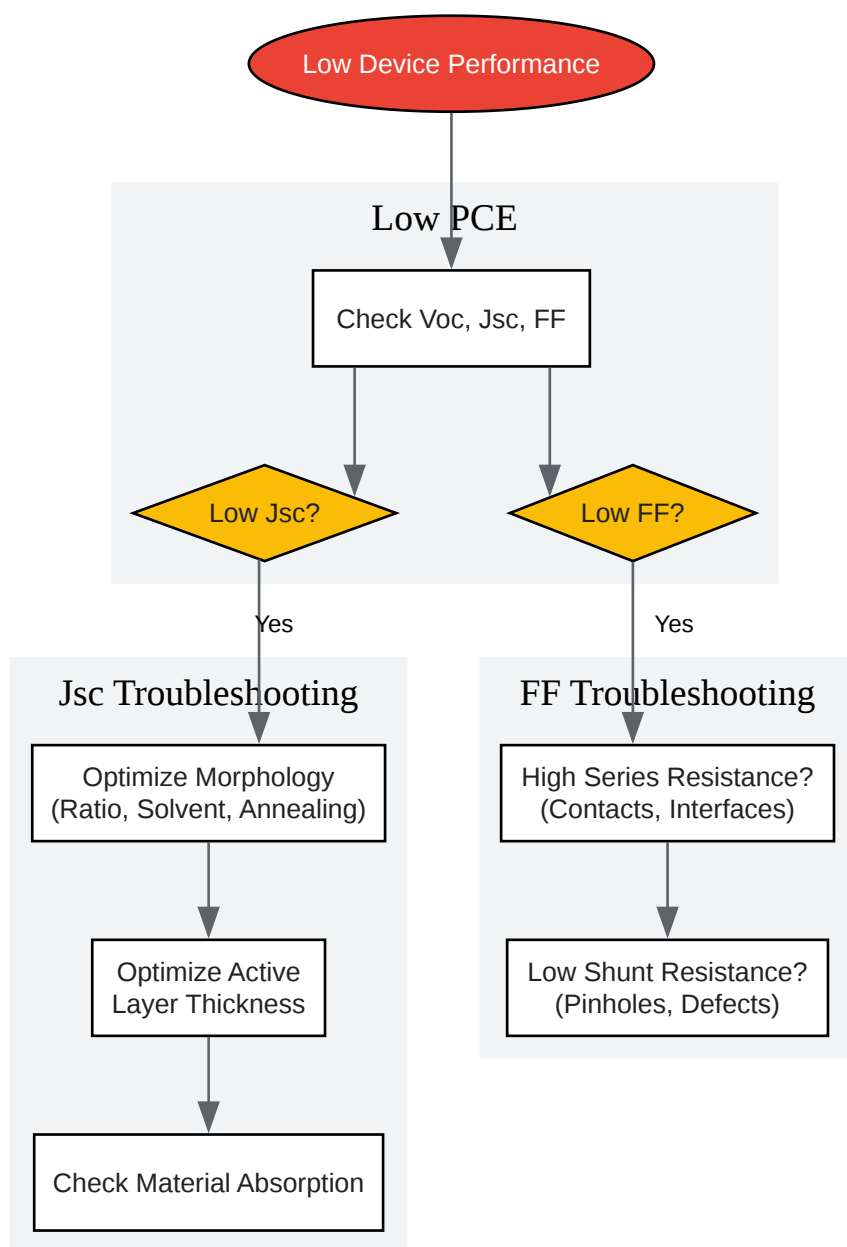 Low Device Performance
Low PCE
Check Voc, Jsc, FF
Low Jsc?
Low FF?
Yes
Yes
Jsc Troubleshooting
Optimize Morphology
(Ratio, Solvent, Annealing)
Optimize Active
Layer Thickness
Check Material Absorption
FF Troubleshooting
High Series Resistance?
(Contacts, Interfaces)
Low Shunt Resistance?
(Pinholes, Defects)